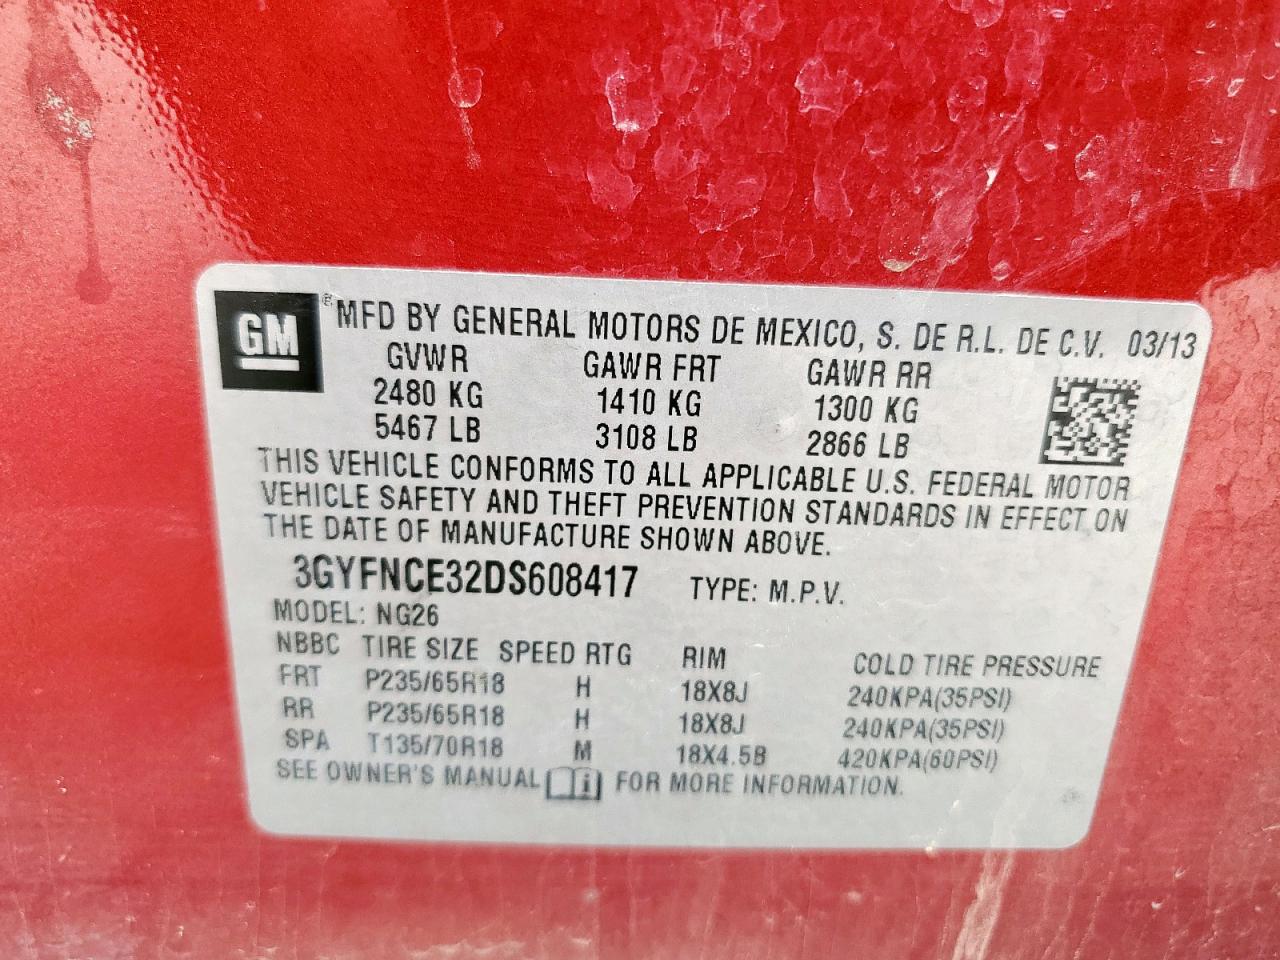 GM ® MFD BY GENERAL MOTORS DE MEXICO, S. DE R.L. DE C.V. 03/13
GVWR GAWR FRT GAWR RR
2480 KG 1410 KG 1300 KG
5467 LB 3108 LB 2866 LB
THIS VEHICLE CONFORMS TO ALL APPLICABLE U.S. FEDERAL MOTOR
VEHICLE SAFETY AND THEFT PREVENTION STANDARDS IN EFFECT ON
THE DATE OF MANUFACTURE SHOWN ABOVE.
3GYFNCE32DS608417 TYPE: M.P.V.
MODEL: NG26
NBBC TIRE SIZE SPEED RTG RIM COLD TIRE PRESSURE
FRT P235/65R18 H 18X8J 240KPA(35PSI)
RR P235/65R18 H 18X8J 240KPA(35PSI)
SPA T135/70R18 M 18X4.5B 420KPA(60PSI)
SEE OWNER'S MANUAL FOR MORE INFORMATION.